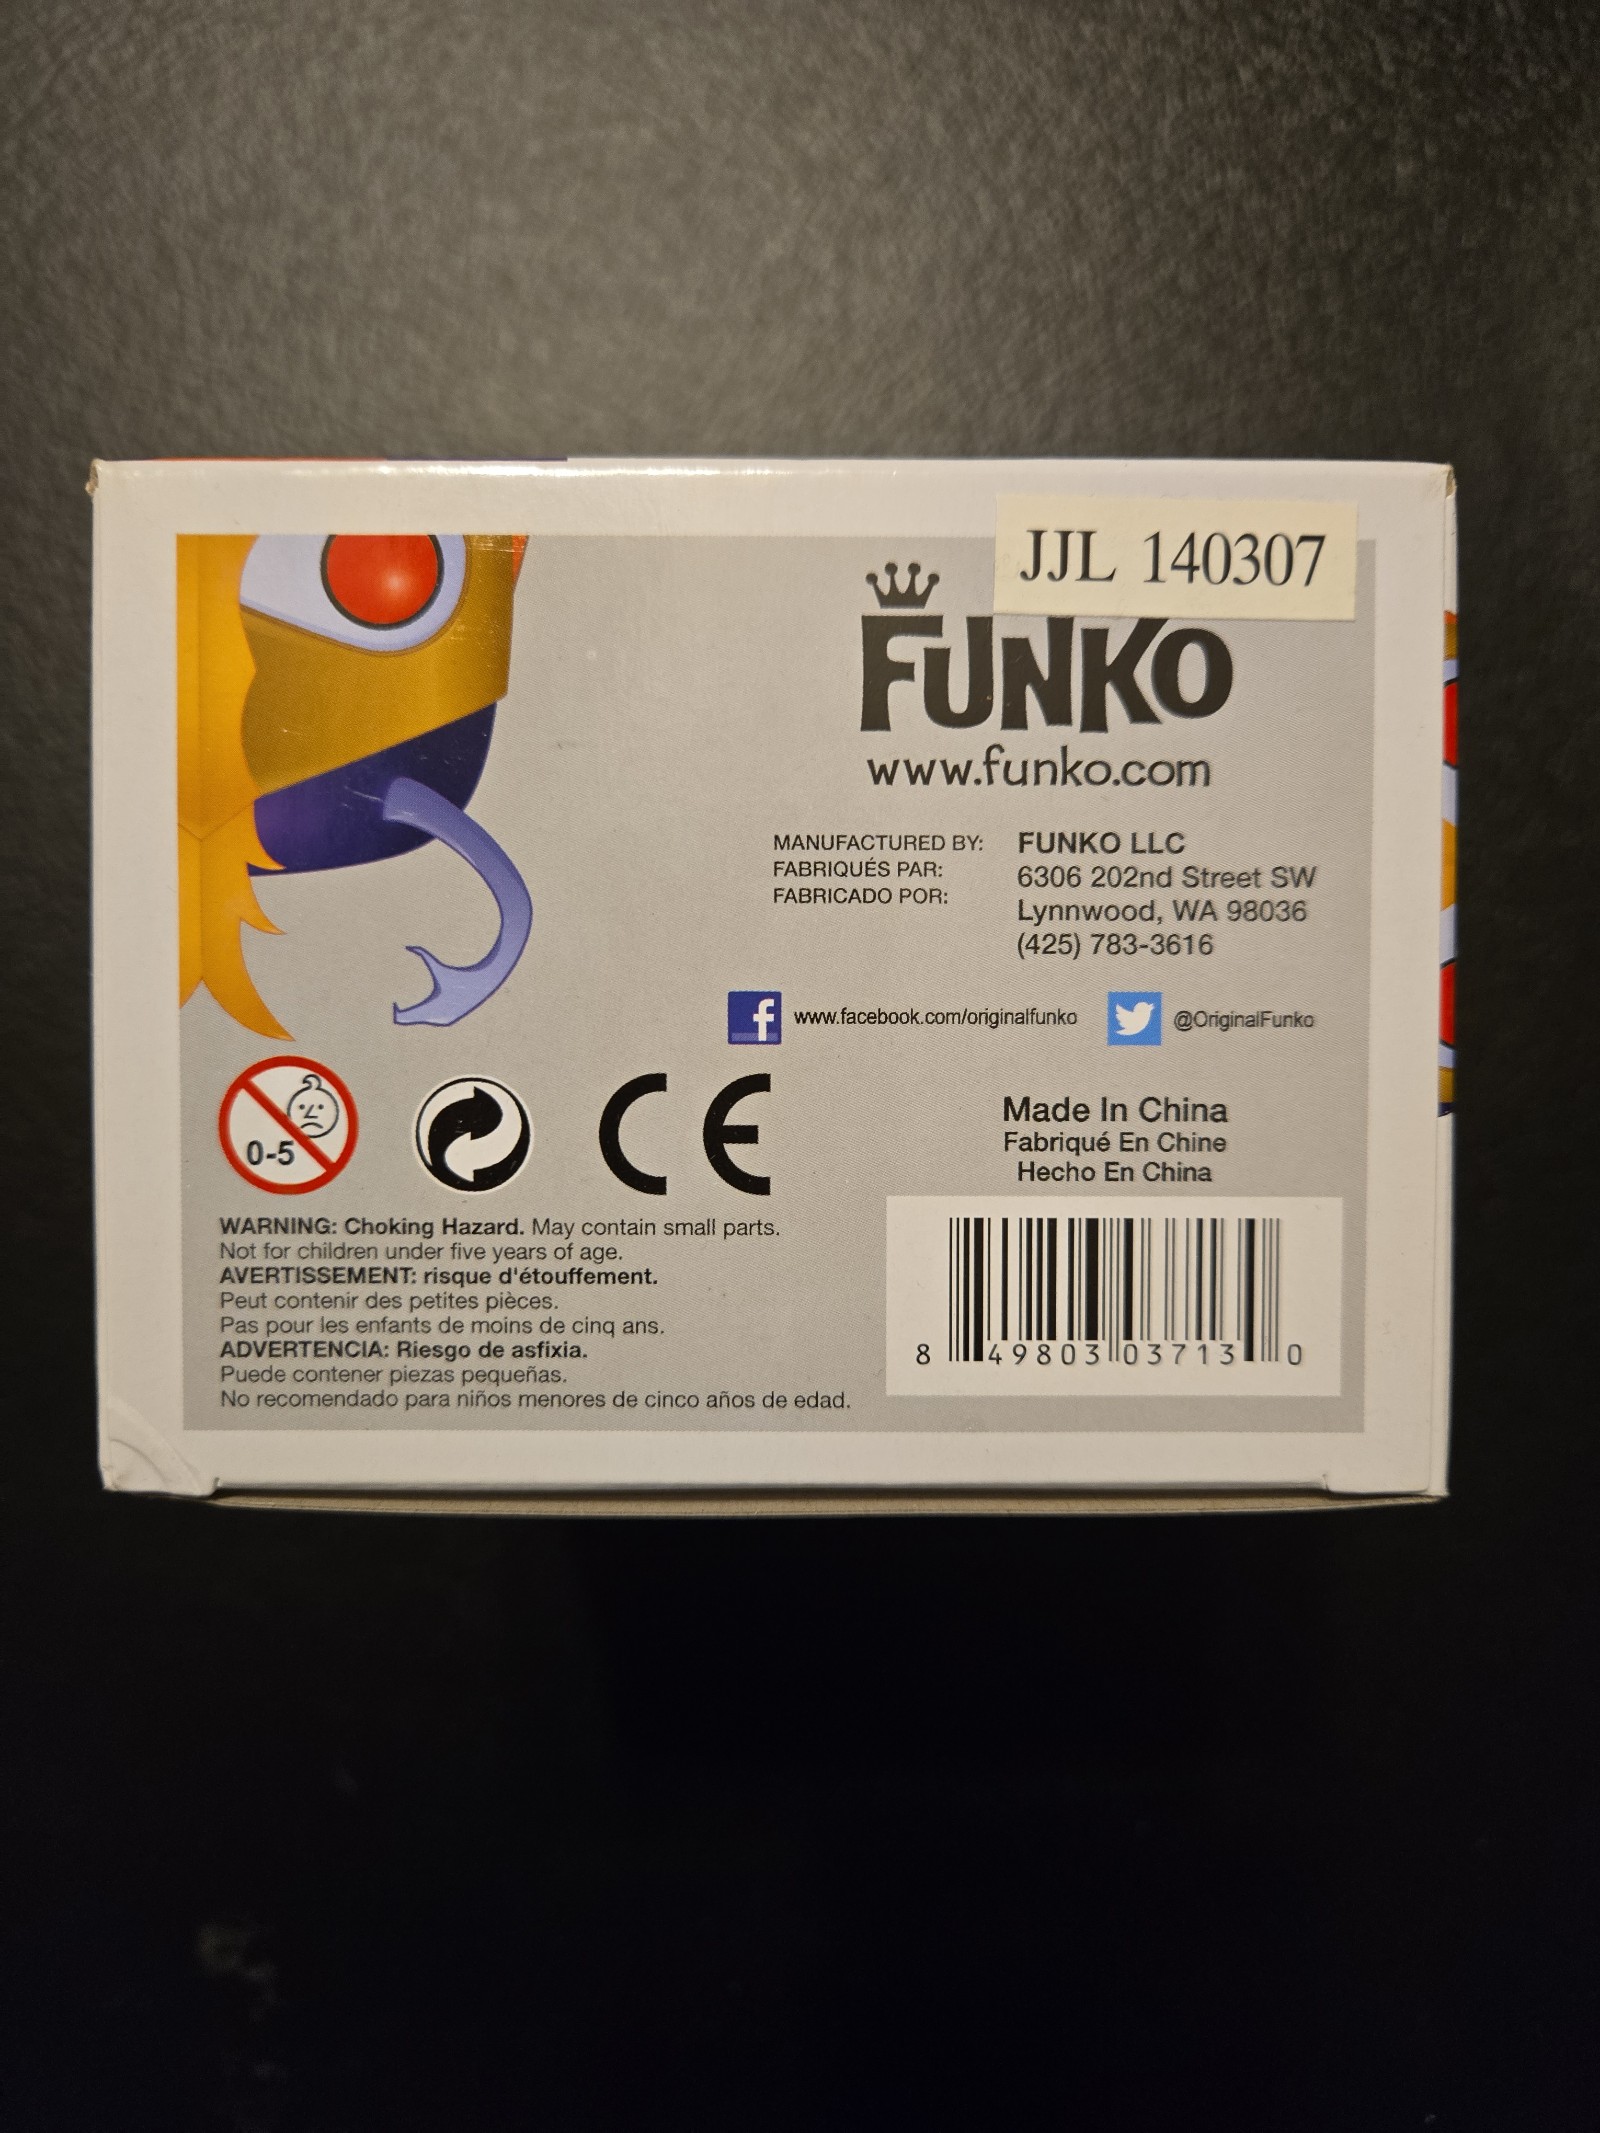 JJL 140307
FUNKO
www.funko.com
MANUFACTURED BY:
FABRIQUÉS PAR:
FABRICADO POR:
FUNKO LLC
6306 202nd Street SW
Lynnwood, WA 98036
(425) 783-3616
f www.facebook.com/originalfunko @OriginalFunko
0-5
CE
Made In China
Fabriqué En Chine
Hecho En China
WARNING: Choking Hazard. May contain small parts.
Not for children under five years of age.
AVERTISSEMENT: risque d'étouffement.
Peut contenir des petites pièces.
Pas pour les enfants de moins de cinq ans.
ADVERTENCIA: Riesgo de asfixia.
Puede contener piezas pequeñas.
No recomendado para niños menores de cinco años de edad.
8 49803 03713 0